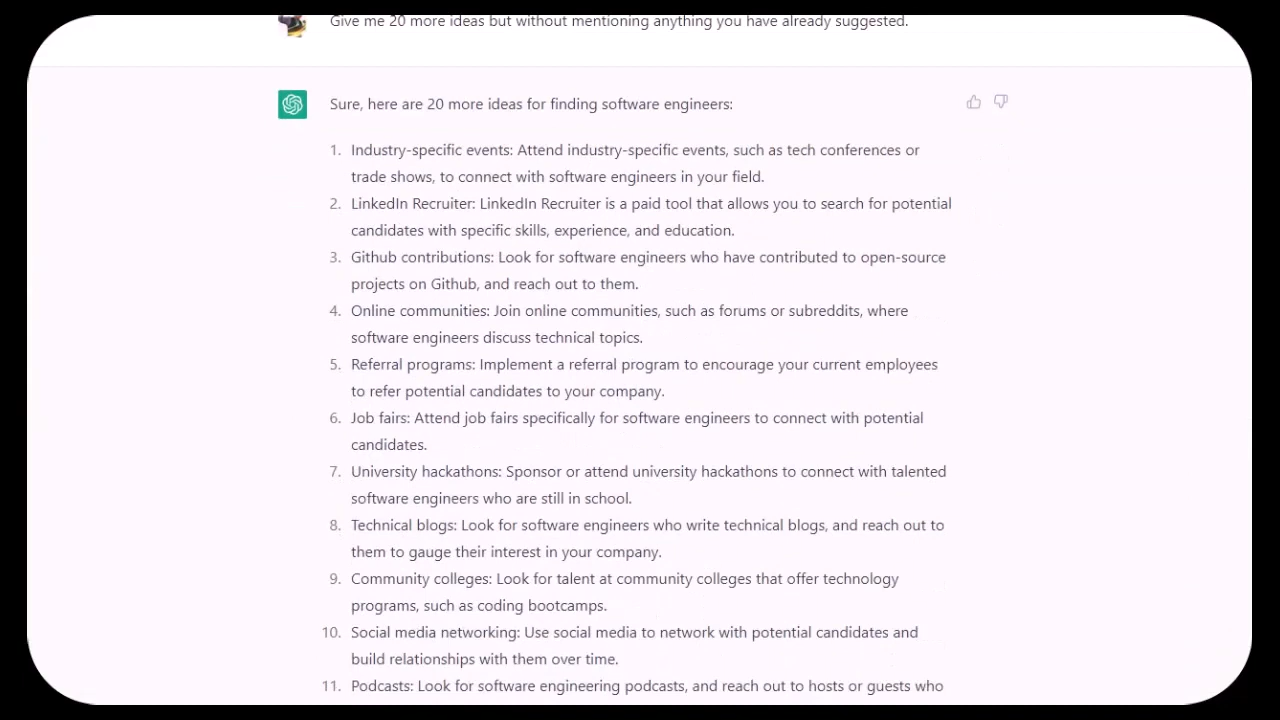 Give me 20 more ideas but without mentioning anything you have already suggested.
Sure, here are 20 more ideas for finding software engineers:
1. Industry-specific events: Attend industry-specific events, such as tech conferences or
trade shows, to connect with software engineers in your field.
2. LinkedIn Recruiter: LinkedIn Recruiter is a paid tool that allows you to search for potential
candidates with specific skills, experience, and education.
3. Github contributions: Look for software engineers who have contributed to open-source
projects on Github, and reach out to them.
4. Online communities: Join online communities, such as forums or subreddits, where
software engineers discuss technical topics.
5. Referral programs: Implement a referral program to encourage your current employees
to refer potential candidates to your company.
6. Job fairs: Attend job fairs specifically for software engineers to connect with potential
candidates.
7. University hackathons: Sponsor or attend university hackathons to connect with talented
software engineers who are still in school.
8. Technical blogs: Look for software engineers who write technical blogs, and reach out to
them to gauge their interest in your company.
9. Community colleges: Look for talent at community colleges that offer technology
programs, such as coding bootcamps.
10. Social media networking: Use social media to network with potential candidates and
build relationships with them over time.
11. Podcasts: Look for software engineering podcasts, and reach out to hosts or guests who